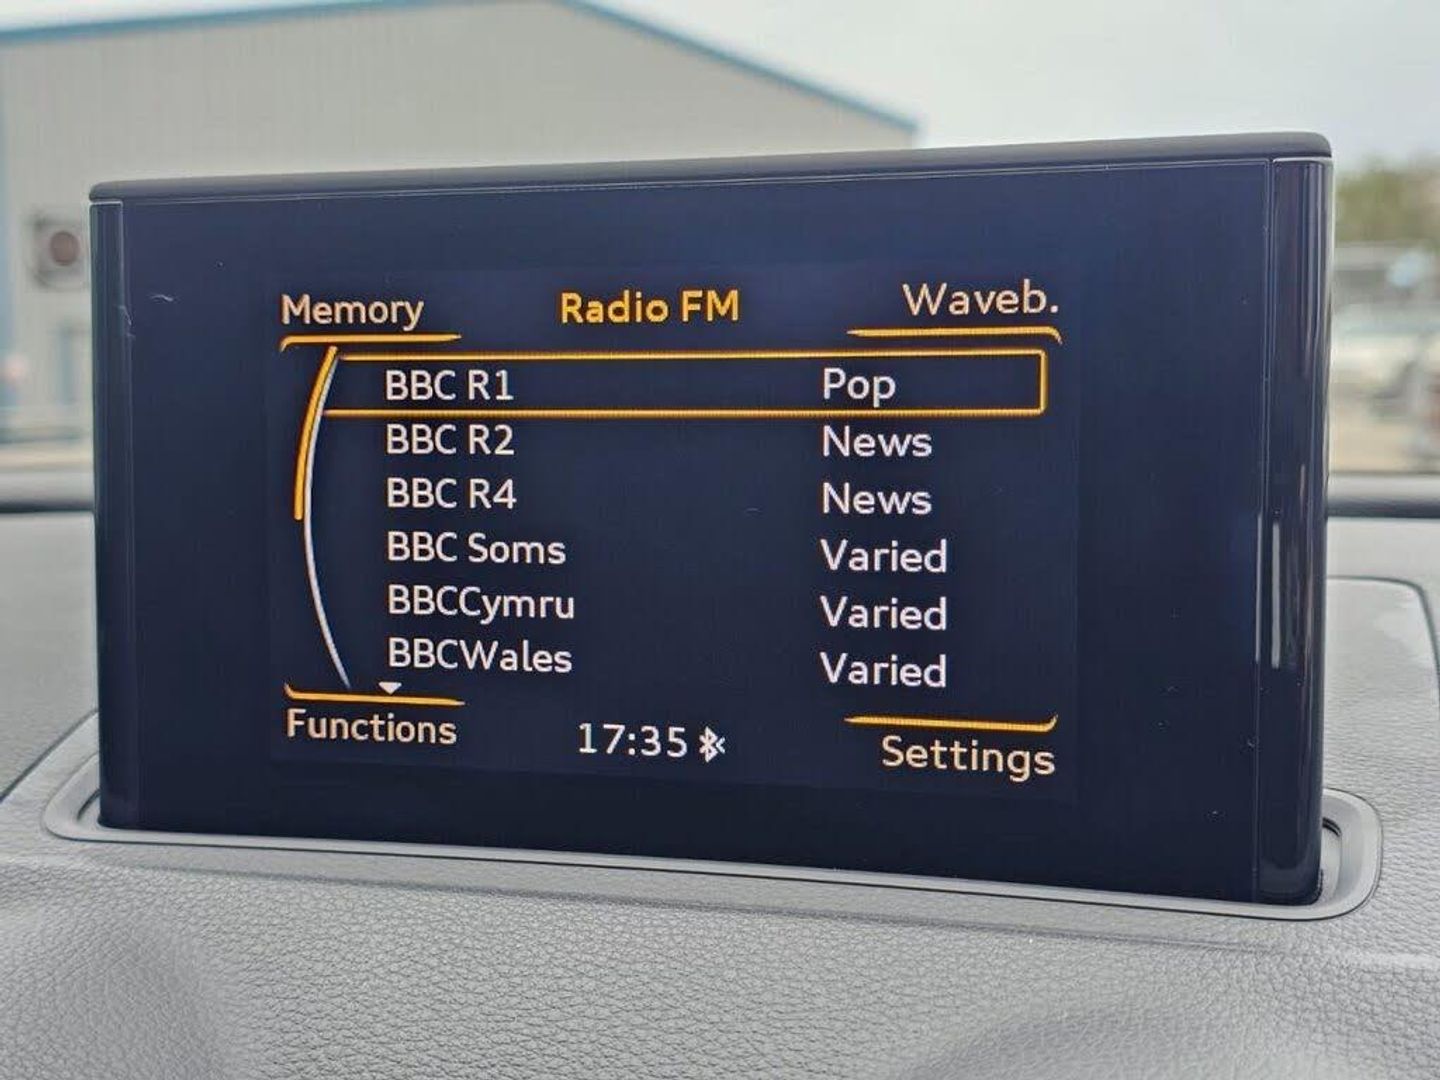 Memory Radio FM Waveb.
BBC R1 Pop
BBC R2 News
BBC R4 News
BBC Soms Varied
BBCCymru Varied
BBCWales Varied
Functions 17:35 Settings